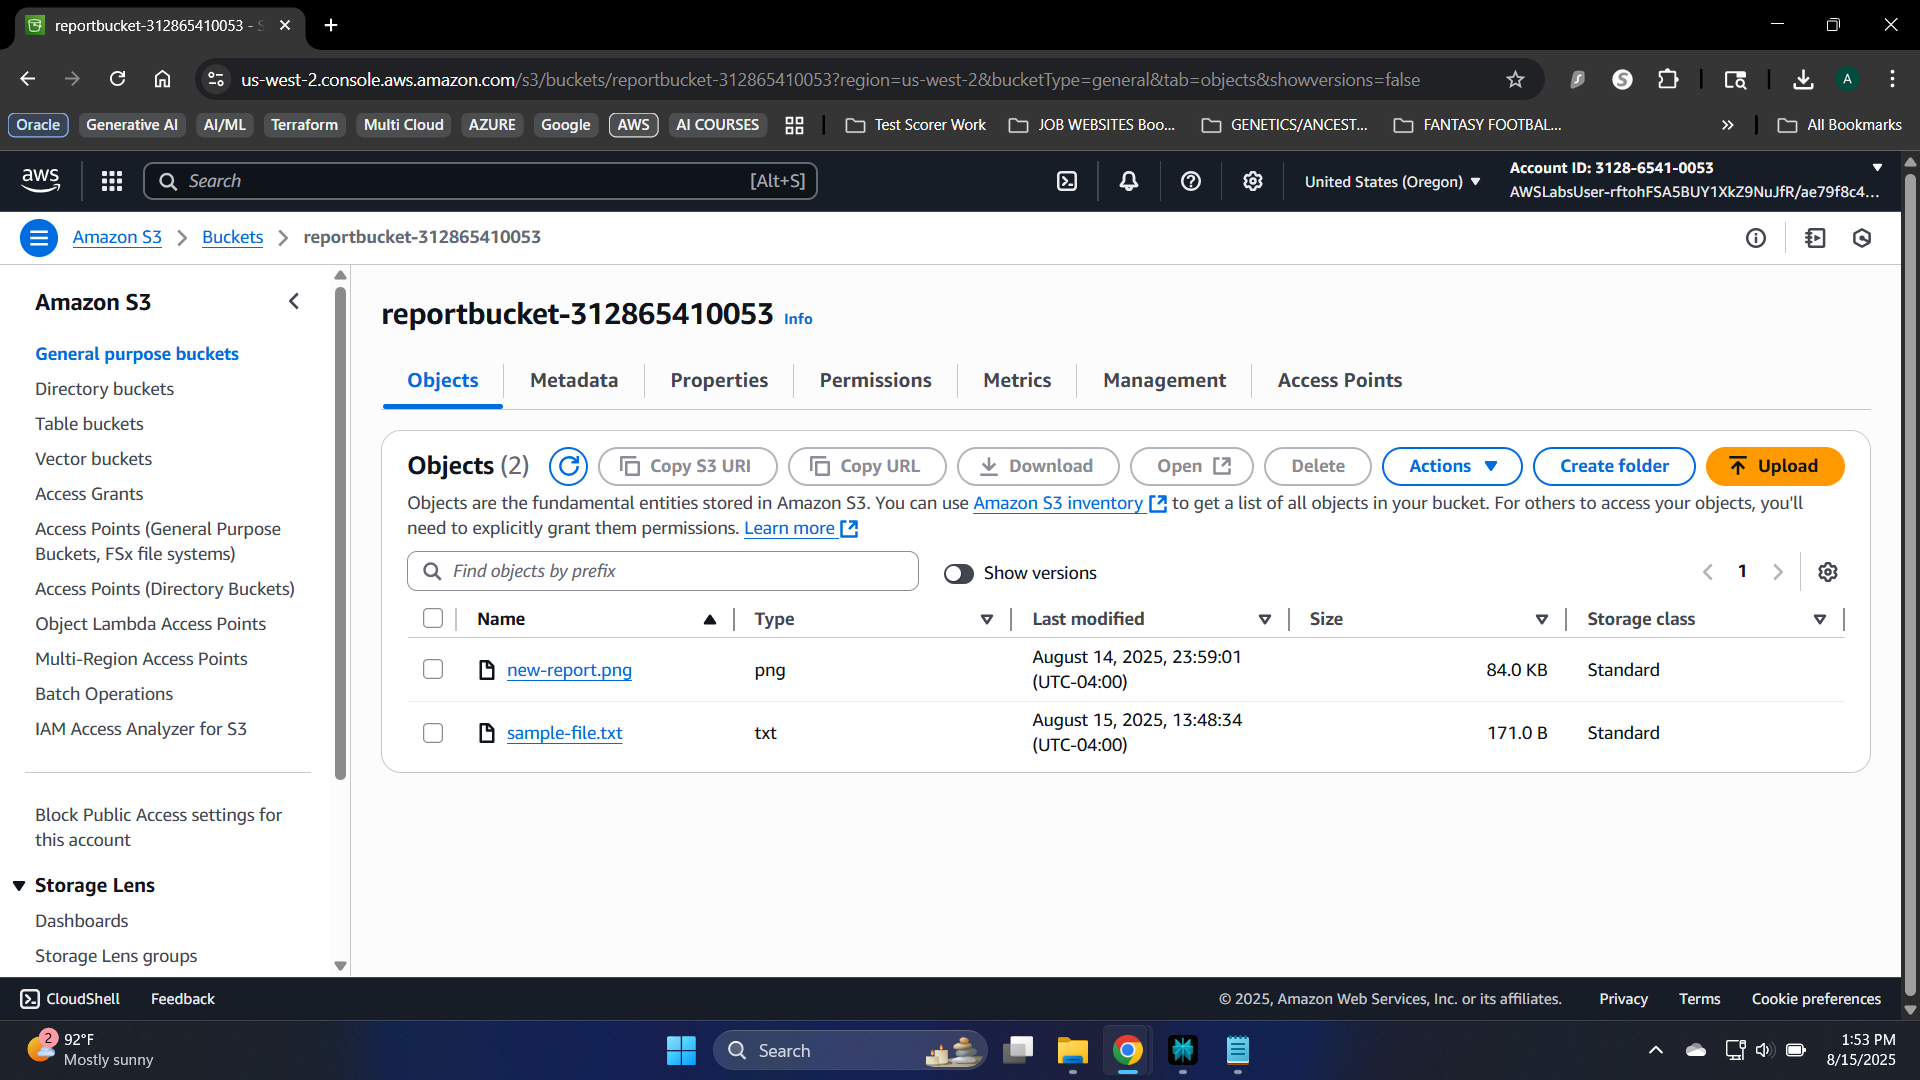 reportbucket-312865410053 - S
us-west-2.console.aws.amazon.com/s3/buckets/reportbucket-312865410053?region=us-west-2&bucketType=general&tab=objects&showversions=false
A
Oracle
Generative AI
AI/ML
Terraform
Multi Cloud
AZURE
Google
AWS
AI COURSES
Test Scorer Work
JOB WEBSITES Boo...
GENETICS/ANCEST...
FANTASY FOOTBAL...
All Bookmarks
aws
Search
[Alt+S]
United States (Oregon)
Account ID: 3128-6541-0053
AWSLabsUser-rftohFSA5BUY1XkZ9NuJfR/ae79f8c4...
Amazon S3
Buckets
reportbucket-312865410053
Amazon S3
General purpose buckets
Directory buckets
Table buckets
Vector buckets
Access Grants
Access Points (General Purpose
Buckets, FSx file systems)
Access Points (Directory Buckets)
Object Lambda Access Points
Multi-Region Access Points
Batch Operations
IAM Access Analyzer for S3
Block Public Access settings for
this account
Storage Lens
Dashboards
Storage Lens groups
reportbucket-312865410053 Info
Objects
Metadata
Properties
Permissions
Metrics
Management
Access Points
Objects (2)
Copy S3 URI
Copy URL
Download
Open
Delete
Actions
Create folder
Upload
Objects are the fundamental entities stored in Amazon S3. You can use Amazon S3 inventory to get a list of all objects in your bucket. For others to access your objects, you'll
need to explicitly grant them permissions. Learn more
Find objects by prefix
Show versions
1
Name
Type
Last modified
Size
Storage class
new-report.png
png
August 14, 2025, 23:59:01
(UTC-04:00)
84.0 KB
Standard
sample-file.txt
txt
August 15, 2025, 13:48:34
(UTC-04:00)
171.0 B
Standard
CloudShell
Feedback
© 2025, Amazon Web Services, Inc. or its affiliates.
Privacy
Terms
Cookie preferences
2
92°F
Mostly sunny
Search
1:53 PM
8/15/2025